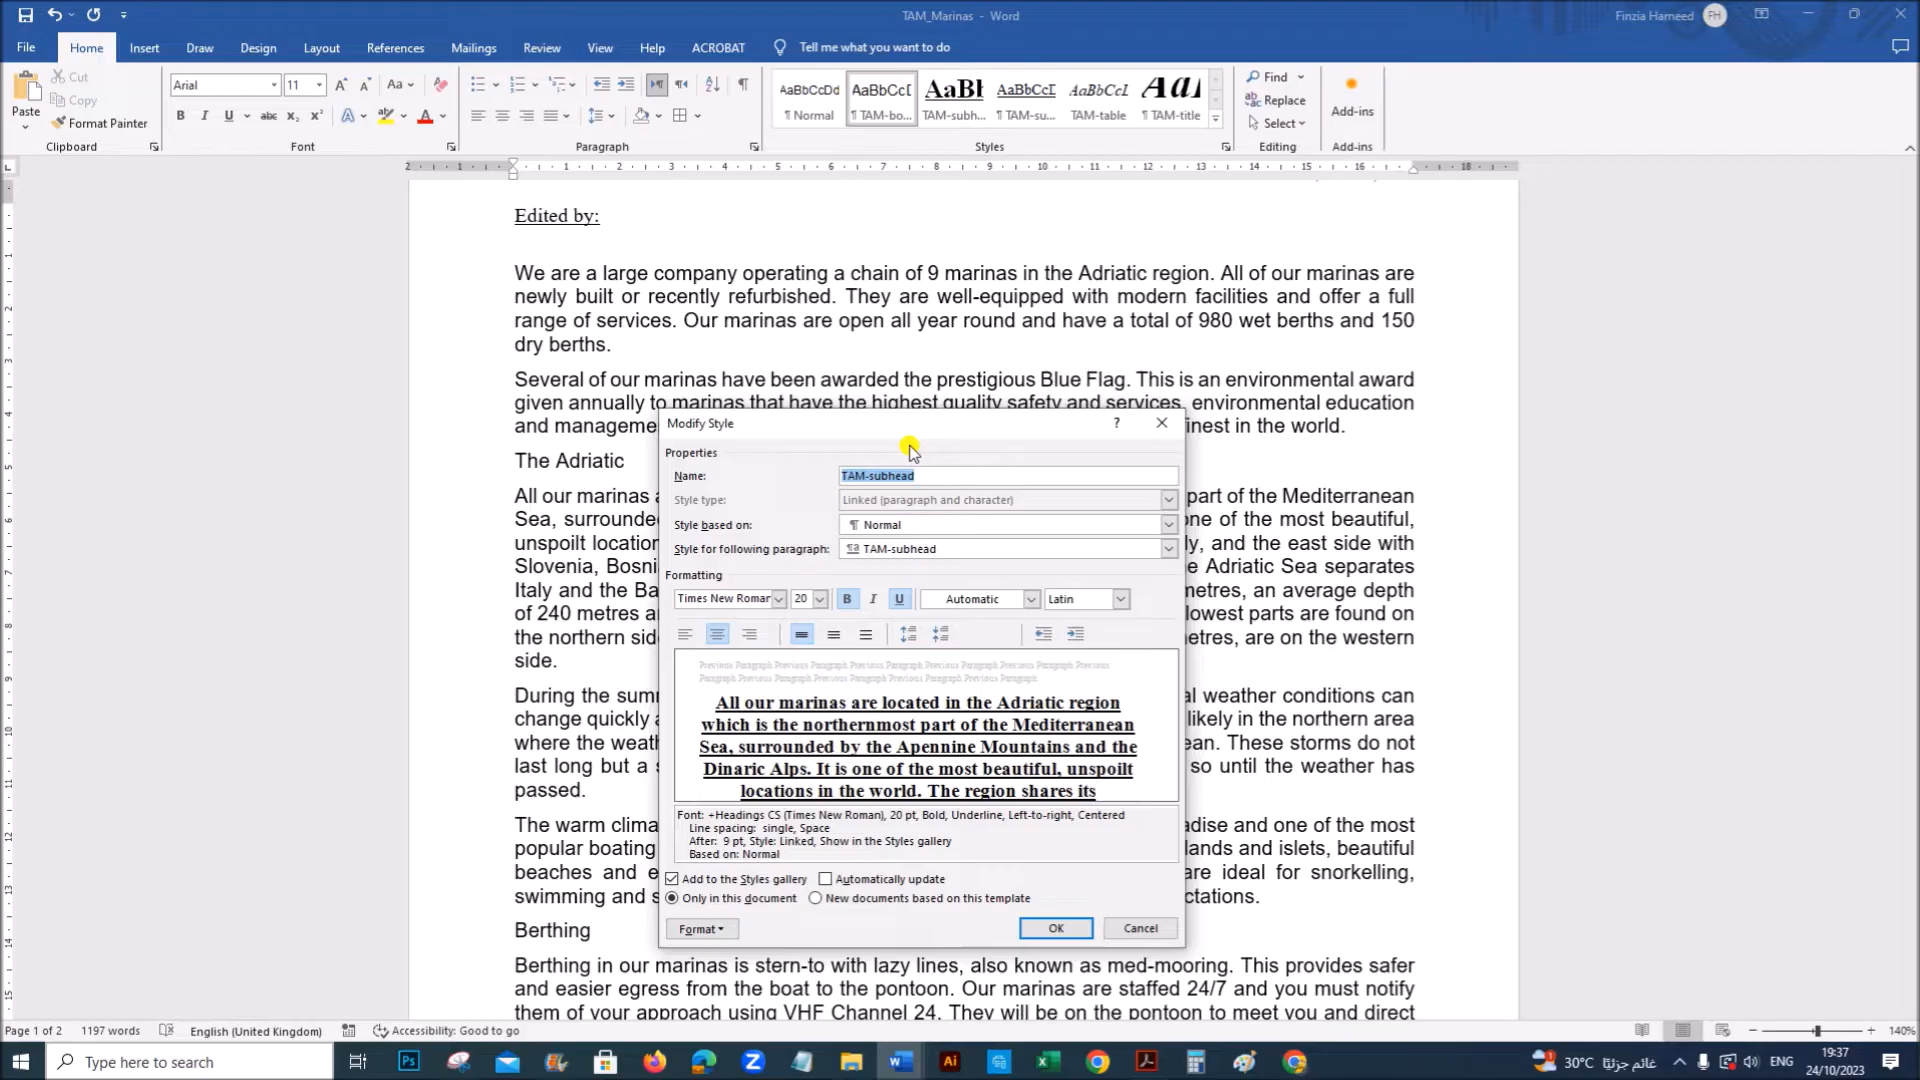 TAM_Marinas - Word
Finzia Hameed FH
File Home Insert Draw Design Layout References Mailings Review View Help ACROBAT Tell me what you want to do
Paste
Cut
Copy
Format Painter
Clipboard
Arial 11
Font
Paragraph
AaBbCcDd
¶ Normal
AaBbCcI
¶ TAM-bo...
AaBl
TAM-subh...
AaBbCcI
¶ TAM-su...
AaBbCcL
TAM-table
AaL
¶ TAM-title
Styles
Find
Replace
Select
Editing
Add-ins
Add-ins
2 1 1 2 3 4 5 6 7 8 9 10 11 12 13 14 15 16 18
Edited by:
We are a large company operating a chain of 9 marinas in the Adriatic region. All of our marinas are
newly built or recently refurbished. They are well-equipped with modern facilities and offer a full
range of services. Our marinas are open all year round and have a total of 980 wet berths and 150
dry berths.
Several of our marinas have been awarded the prestigious Blue Flag. This is an environmental award
given annually to marinas that have the highest quality safety and services, environmental education
and manageme finest in the world.
The Adriatic
All our marinas a part of the Mediterranean
Sea, surrounde one of the most beautiful,
unspoilt location ly, and the east side with
Slovenia, Bosni e Adriatic Sea separates
Italy and the Ba metres, an average depth
of 240 metres a lowest parts are found on
the northern sid etres, are on the western
side.
During the sum al weather conditions can
change quickly a likely in the northern area
where the weath ean. These storms do not
last long but a s so until the weather has
passed.
The warm clima adise and one of the most
popular boating lands and islets, beautiful
beaches and e are ideal for snorkelling,
swimming and s ctations.
Berthing
Berthing in our marinas is stern-to with lazy lines, also known as med-mooring. This provides safer
and easier egress from the boat to the pontoon. Our marinas are staffed 24/7 and you must notify
them of your approach using VHF Channel 24. They will be on the pontoon to meet you and direct
Modify Style
Properties
Name: TAM-subhead
Style type: Linked (paragraph and character)
Style based on: ¶ Normal
Style for following paragraph: ¶a TAM-subhead
Formatting
Times New Roman 20 B I U Automatic Latin
Previous Paragraph Previous Paragraph Previous Paragraph Previous Paragraph Previous Paragraph Previous
Paragraph Previous Paragraph Previous Paragraph Previous Paragraph Previous Paragraph
All our marinas are located in the Adriatic region
which is the northernmost part of the Mediterranean
Sea, surrounded by the Apennine Mountains and the
Dinaric Alps. It is one of the most beautiful, unspoilt
locations in the world. The region shares its
Font: +Headings CS (Times New Roman), 20 pt, Bold, Underline, Left-to-right, Centered
Line spacing: single, Space
After: 9 pt, Style: Linked, Show in the Styles gallery
Based on: Normal
Add to the Styles gallery Automatically update
Only in this document New documents based on this template
Format OK Cancel
Page 1 of 2 1197 words English (United Kingdom) Accessibility: Good to go 140%
Type here to search
30°C غائم جزئيًا ENG
19:37
24/10/2023